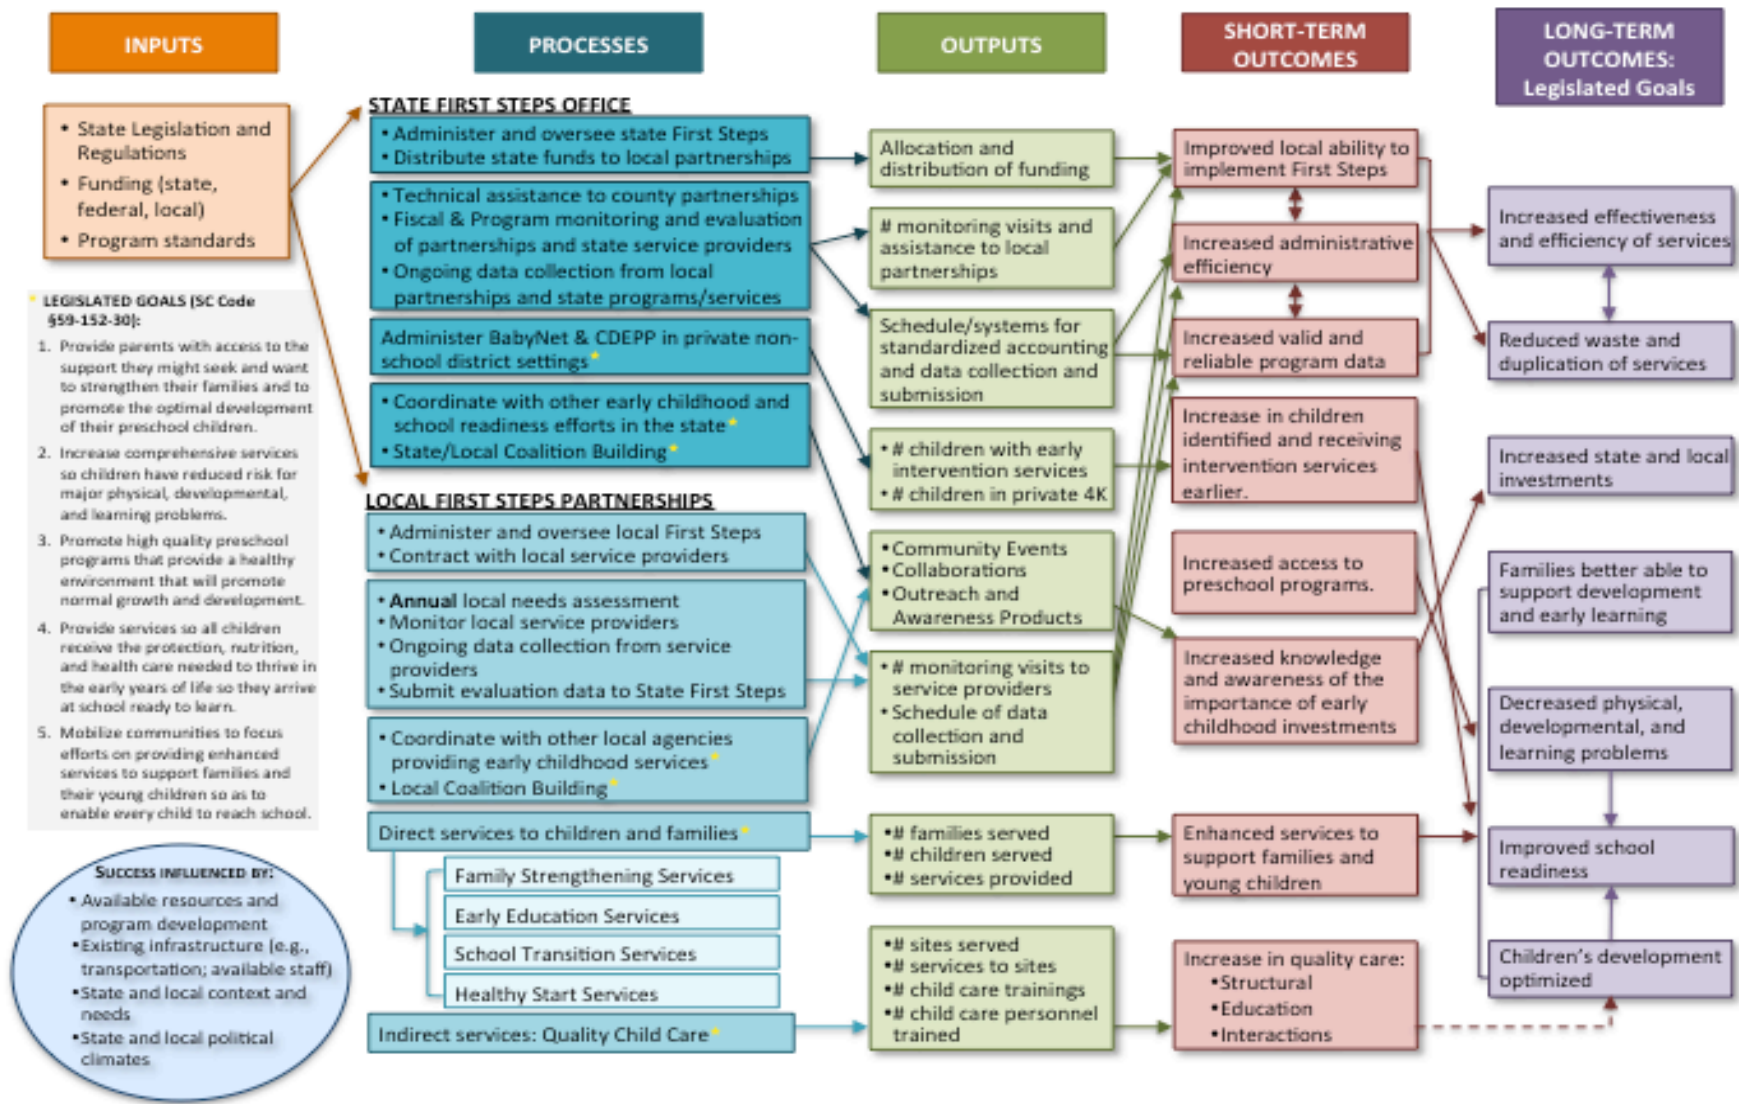 INPUTS
PROCESSES
OUTPUTS
SHORT-TERM
OUTCOMES
LONG-TERM
OUTCOMES:
Legislated Goals
• State Legislation and
Regulations
• Funding (state,
federal, local)
• Program standards
* LEGISLATED GOALS (SC Code
§59-152-30):
1. Provide parents with access to the
support they might seek and want
to strengthen their families and to
promote the optimal development
of their preschool children.
2. Increase comprehensive services
so children have reduced risk for
major physical, developmental,
and learning problems.
3. Promote high quality preschool
programs that provide a healthy
environment that will promote
normal growth and development.
4. Provide services so all children
receive the protection, nutrition,
and health care needed to thrive in
the early years of life so they arrive
at school ready to learn.
5. Mobilize communities to focus
efforts on providing enhanced
services to support families and
their young children so as to
enable every child to reach school.
SUCCESS INFLUENCED BY:
• Available resources and
program development
• Existing infrastructure (e.g.,
transportation; available staff)
• State and local context and
needs
• State and local political
climates
STATE FIRST STEPS OFFICE
• Administer and oversee state First Steps
• Distribute state funds to local partnerships
• Technical assistance to county partnerships
• Fiscal & Program monitoring and evaluation
of partnerships and state service providers
• Ongoing data collection from local
partnerships and state programs/services
Administer BabyNet & CDEPP in private non-
school district settings*
• Coordinate with other early childhood and
school readiness efforts in the state*
• State/Local Coalition Building*
LOCAL FIRST STEPS PARTNERSHIPS
• Administer and oversee local First Steps
• Contract with local service providers
• Annual local needs assessment
• Monitor local service providers
• Ongoing data collection from service
providers
• Submit evaluation data to State First Steps
• Coordinate with other local agencies
providing early childhood services*
• Local Coalition Building*
Direct services to children and families*
Family Strengthening Services
Early Education Services
School Transition Services
Healthy Start Services
Indirect services: Quality Child Care*
Allocation and
distribution of funding
# monitoring visits and
assistance to local
partnerships
Schedule/systems for
standardized accounting
and data collection and
submission
• # children with early
intervention services
• # children in private 4K
• Community Events
• Collaborations
• Outreach and
Awareness Products
• # monitoring visits to
service providers
• Schedule of data
collection and
submission
• # families served
• # children served
• # services provided
• # sites served
• # services to sites
• # child care trainings
• # child care personnel
trained
Improved local ability to
implement First Steps
Increased administrative
efficiency
Increased valid and
reliable program data
Increase in children
identified and receiving
intervention services
earlier.
Increased access to
preschool programs.
Increased knowledge
and awareness of the
importance of early
childhood investments
Enhanced services to
support families and
young children
Increase in quality care:
• Structural
• Education
• Interactions
Increased effectiveness
and efficiency of services
Reduced waste and
duplication of services
Increased state and local
investments
Families better able to
support development
and early learning
Decreased physical,
developmental, and
learning problems
Improved school
readiness
Children's development
optimized